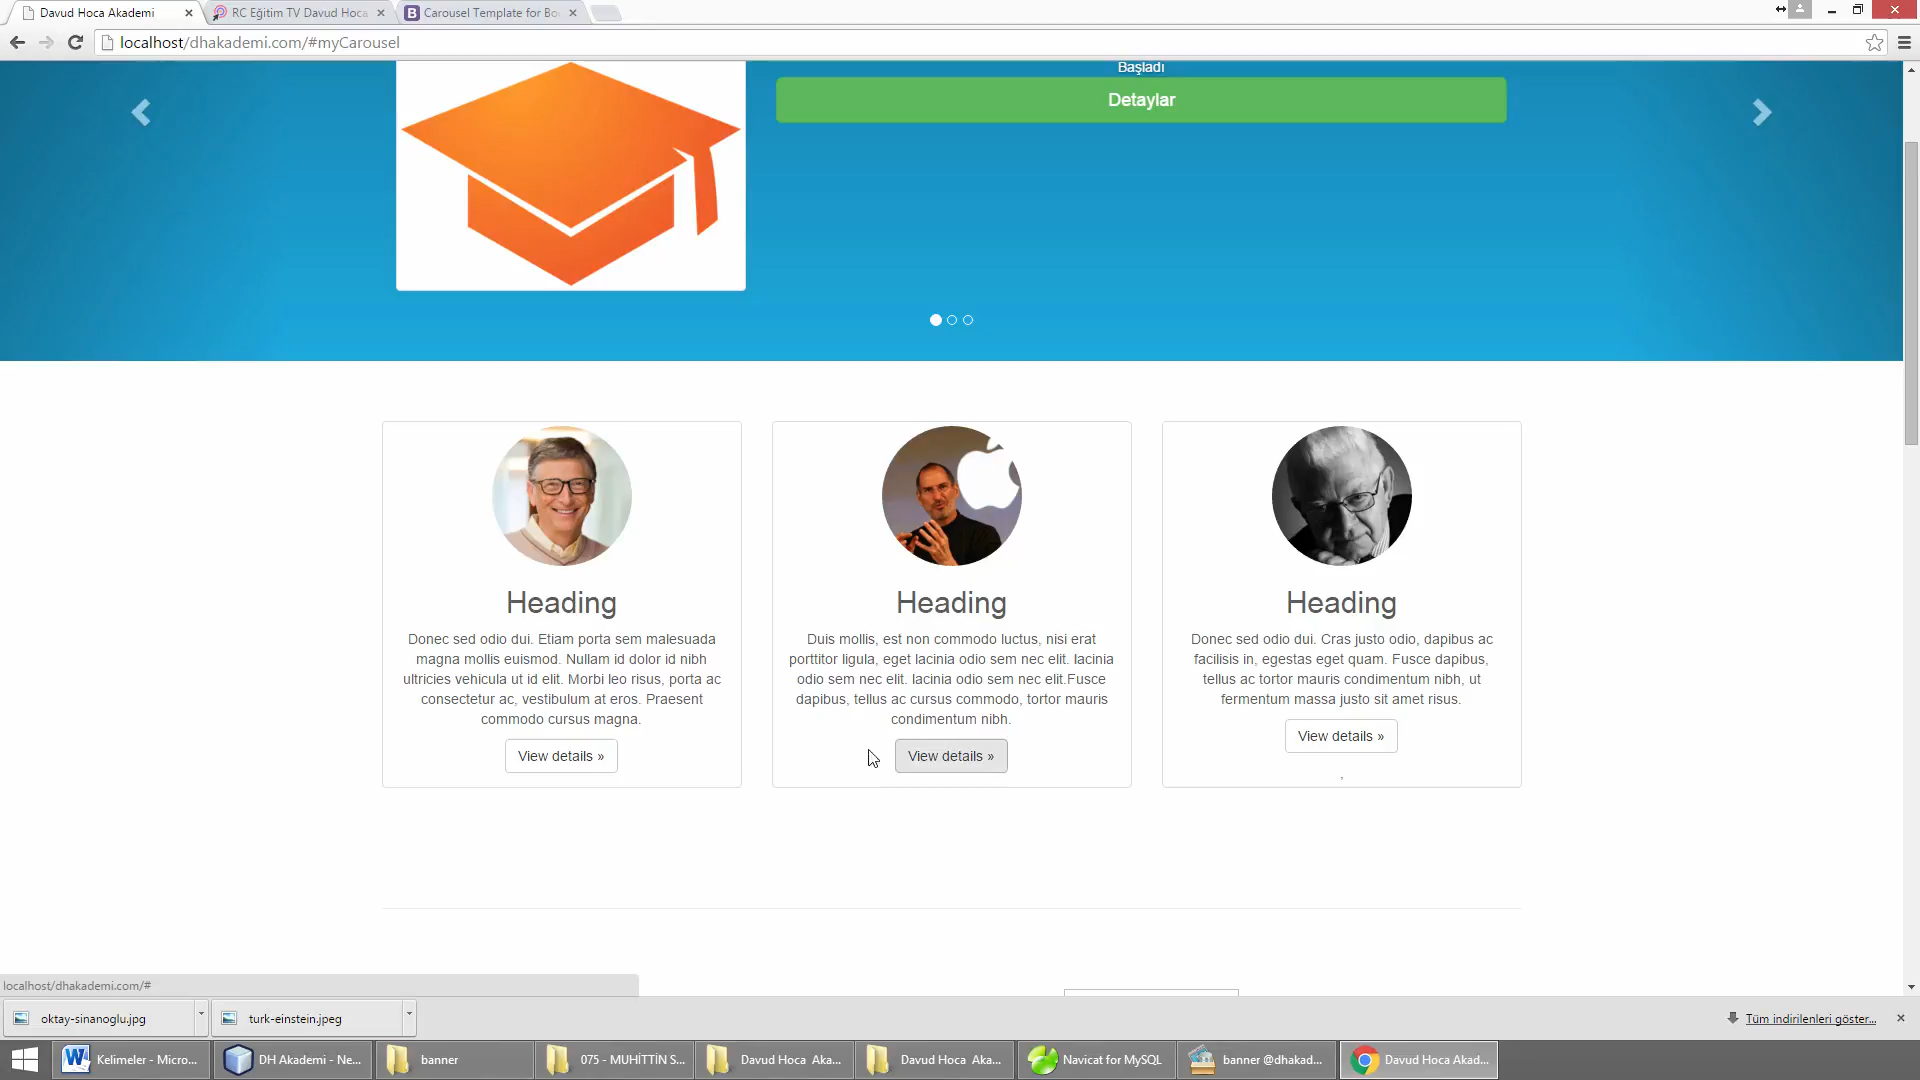 Davud Hoca Akademi
RC Eğitim TV Davud Hoca
Carousel Template for Bo
localhost/dhakademi.com/#myCarousel
Başladı
Detaylar
Heading
Donec sed odio dui. Etiam porta sem malesuada
magna mollis euismod. Nullam id dolor id nibh
ultricies vehicula ut id elit. Morbi leo risus, porta ac
consectetur ac, vestibulum at eros. Praesent
commodo cursus magna.
View details »
Heading
Duis mollis, est non commodo luctus, nisi erat
porttitor ligula, eget lacinia odio sem nec elit. lacinia
odio sem nec elit. lacinia odio sem nec elit.Fusce
dapibus, tellus ac cursus commodo, tortor mauris
condimentum nibh.
View details »
Heading
Donec sed odio dui. Cras justo odio, dapibus ac
facilisis in, egestas eget quam. Fusce dapibus,
tellus ac tortor mauris condimentum nibh, ut
fermentum massa justo sit amet risus.
View details »
,
localhost/dhakademi.com/#
oktay-sinanoglu.jpg
turk-einstein.jpeg
Tüm indirilenleri göster...
Kelimeler - Micro...
DH Akademi - Ne...
banner
075 - MUHİTTİN S...
Davud Hoca Aka...
Davud Hoca Aka...
Navicat for MySQL
banner @dhakad...
Davud Hoca Akad...